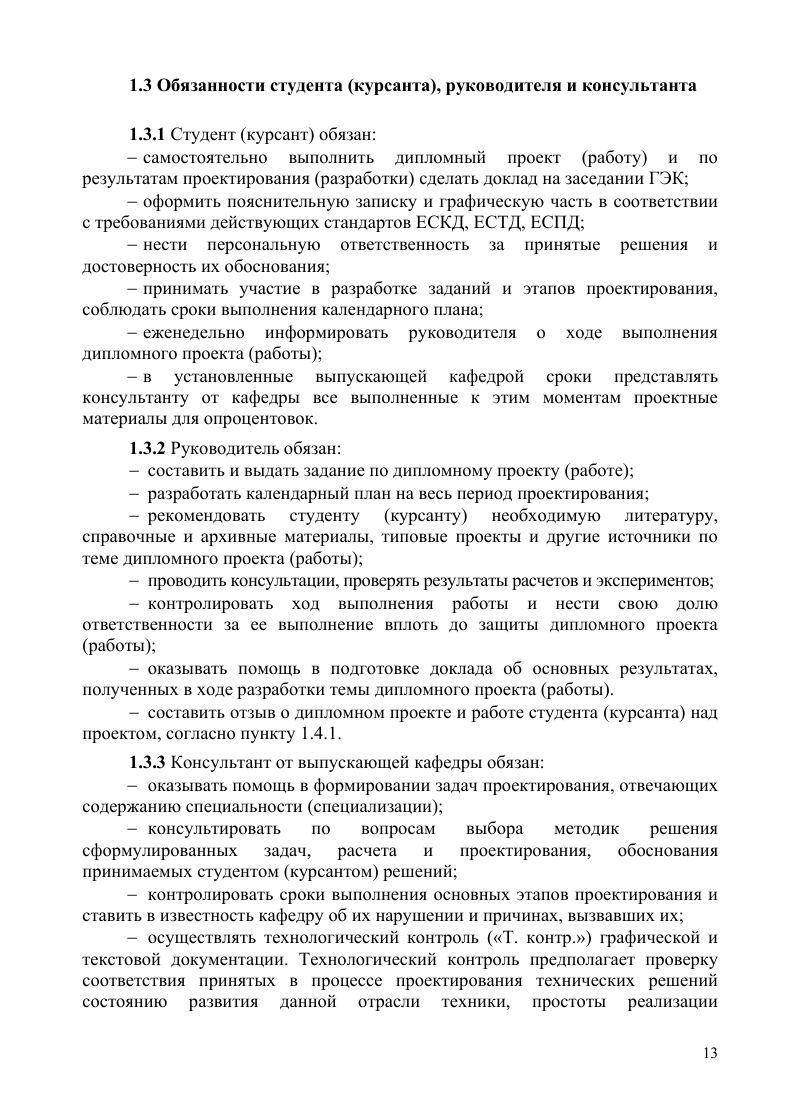 1.3 Обязанности студента (курсанта), руководителя и консультанта
1.3.1 Студент (курсант) обязан:
– самостоятельно выполнить дипломный проект (работу) и по
результатам проектирования (разработки) сделать доклад на заседании ГЭК;
– оформить пояснительную записку и графическую часть в соответствии
с требованиями действующих стандартов ЕСКД, ЕСТД, ЕСПД;
– нести персональную ответственность за принятые решения и
достоверность их обоснования;
– принимать участие в разработке заданий и этапов проектирования,
соблюдать сроки выполнения календарного плана;
– еженедельно информировать руководителя о ходе выполнения
дипломного проекта (работы);
– в установленные выпускающей кафедрой сроки представлять
консультанту от кафедры все выполненные к этим моментам проектные
материалы для опроцентовок.
1.3.2 Руководитель обязан:
– составить и выдать задание по дипломному проекту (работе);
– разработать календарный план на весь период проектирования;
– рекомендовать студенту (курсанту) необходимую литературу,
справочные и архивные материалы, типовые проекты и другие источники по
теме дипломного проекта (работы);
– проводить консультации, проверять результаты расчетов и экспериментов;
– контролировать ход выполнения работы и нести свою долю
ответственности за ее выполнение вплоть до защиты дипломного проекта
(работы);
– оказывать помощь в подготовке доклада об основных результатах,
полученных в ходе разработки темы дипломного проекта (работы).
– составить отзыв о дипломном проекте и работе студента (курсанта) над
проектом, согласно пункту 1.4.1.
1.3.3 Консультант от выпускающей кафедры обязан:
– оказывать помощь в формировании задач проектирования, отвечающих
содержанию специальности (специализации);
– консультировать по вопросам выбора методик решения
сформулированных задач, расчета и проектирования, обоснования
принимаемых студентом (курсантом) решений;
– контролировать сроки выполнения основных этапов проектирования и
ставить в известность кафедру об их нарушении и причинах, вызвавших их;
– осуществлять технологический контроль («Т. контр.») графической и
текстовой документации. Технологический контроль предполагает проверку
соответствия принятых в процессе проектирования технических решений
состоянию развития данной отрасли техники, простоты реализации
13